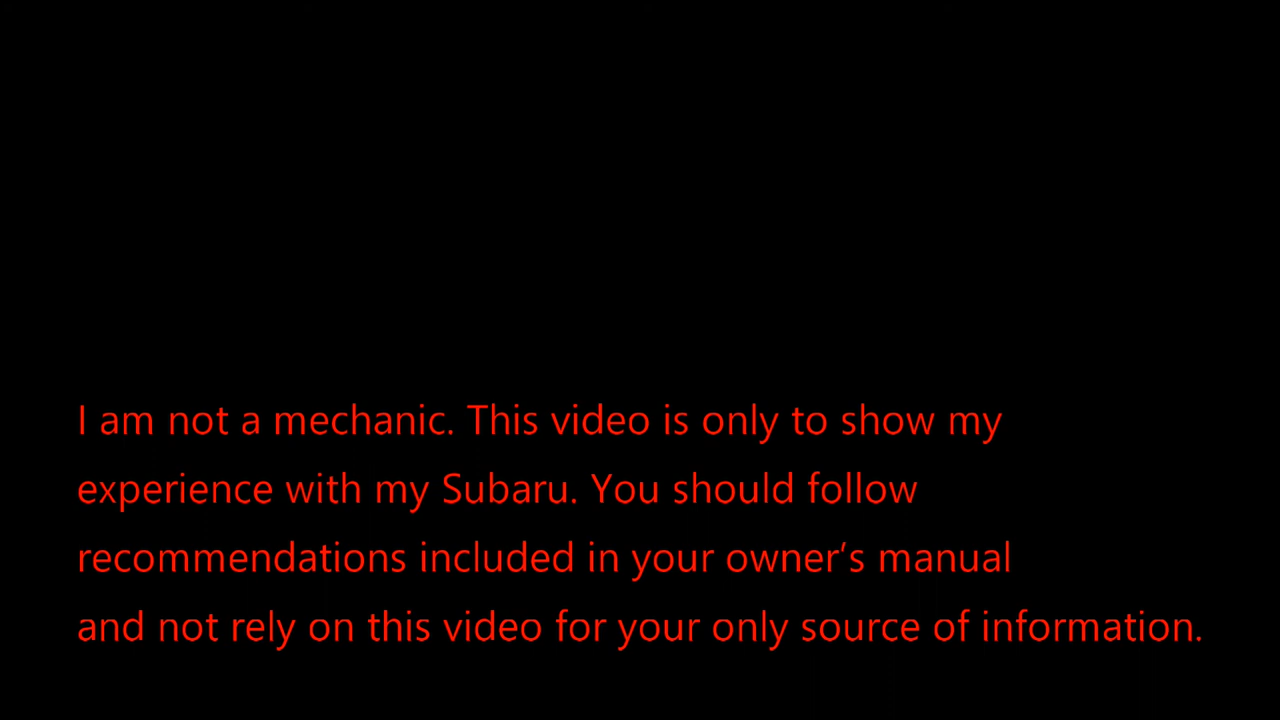 I am not a mechanic. This video is only to show my
experience with my Subaru. You should follow
recommendations included in your owner’s manual
and not rely on this video for your only source of information.